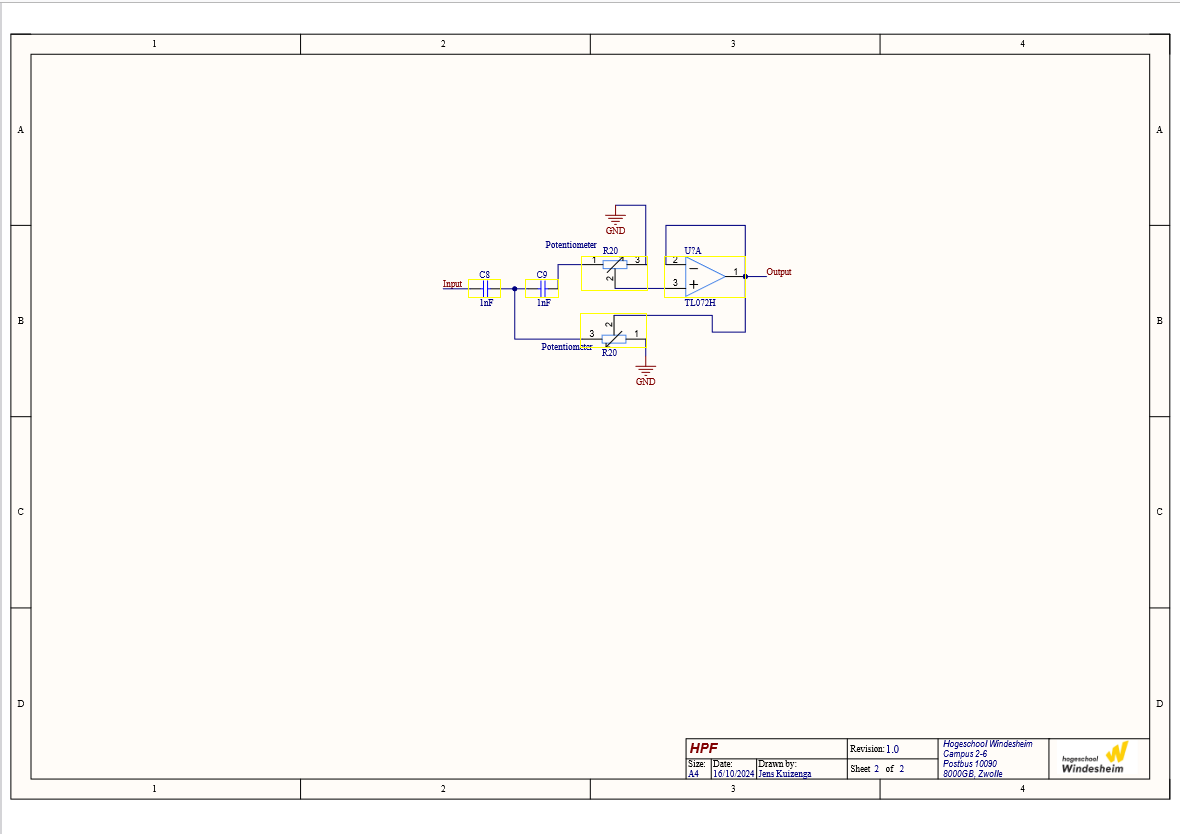 1 2 3 4
A A
GND
Potentiometer R20 U?A
1 3 2
2
C8 C9 3 1 Output
Input
1nF 1nF TL072H
2
B B
3 1
Potentiometer R20
GND
C C
D D
HPF
Revision: 1.0
Size: Date: Drawn by:
A4 16/10/2024 Jens Kuizenga
Sheet 2 of 2
Hogeschool Windesheim
Campus 2-6
Postbus 10090
8000GB, Zwolle
hogeschool
Windesheim
1 2 3 4